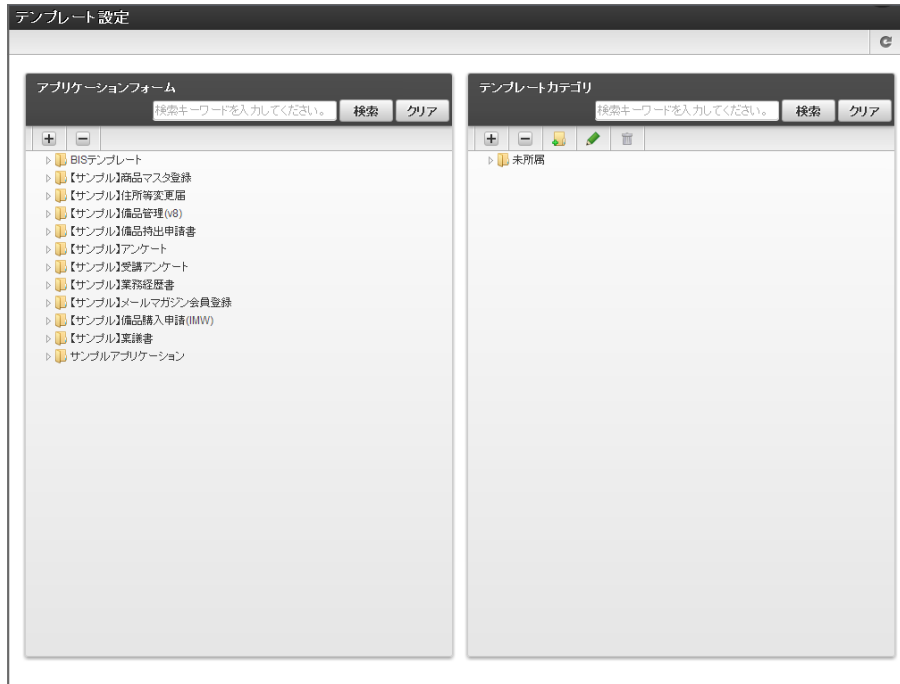 テンプレート設定
アプリケーションフォーム
検索キーワードを入力してください。 検索 クリア
BISテンプレート
【サンプル】商品マスタ登録
【サンプル】住所等変更届
【サンプル】備品管理(v8)
【サンプル】備品持出申請書
【サンプル】アンケート
【サンプル】受講アンケート
【サンプル】業務経歴書
【サンプル】メールマガジン会員登録
【サンプル】備品購入申請(IMW)
【サンプル】稟議書
サンプルアプリケーション
テンプレートカテゴリ
検索キーワードを入力してください。 検索 クリア
未所属